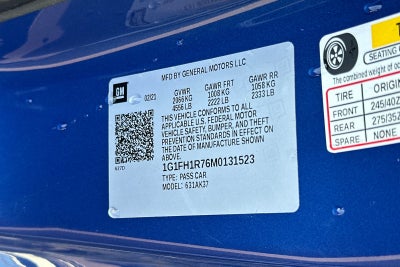 GM
MFD BY GENERAL MOTORS LLC
02/21
GVWR GAWR FRT GAWR RR
2066 KG 1008 KG 1058 KG
4556 LB 2222 LB 2333 LB
THIS VEHICLE CONFORMS TO ALL
APPLICABLE U.S. FEDERAL MOTOR
VEHICLE SAFETY, BUMPER, AND THEFT
PREVENTION STANDARDS IN EFFECT ON
THE DATE OF MANUFACTURE SHOWN
ABOVE.
1G1FH1R76M0131523
TYPE: PASS CAR
MODEL: 631AK37
SEATING
The combined weight of
TIRE ORIGIN
FRONT 245/40Z
REAR 275/35Z
SPARE NONE